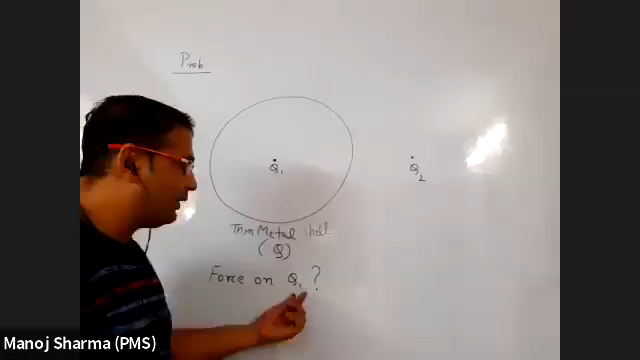 Prob
Q₁
Q₂
Thin Metal shell
(Q)
Force on Q₁ ?
Manoj Sharma (PMS)